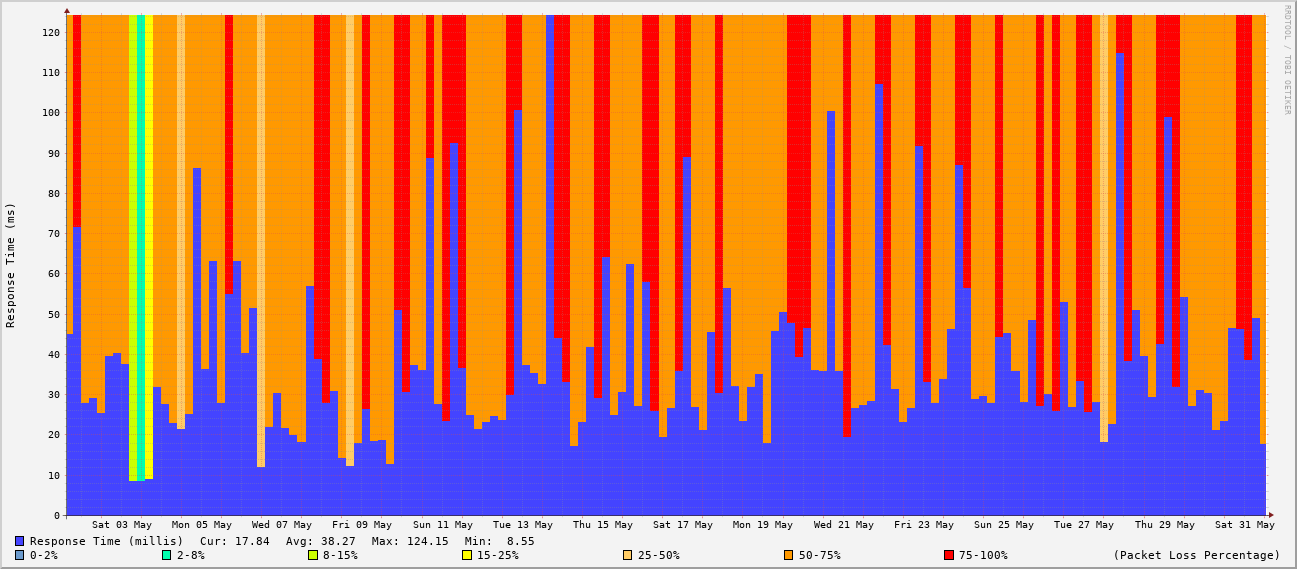 RRDTOOL / TOBI OETIKER
Response Time (ms)
120
110
100
90
80
70
60
50
40
30
20
10
0
Sat 03 May Mon 05 May Wed 07 May Fri 09 May Sun 11 May Tue 13 May Thu 15 May Sat 17 May Mon 19 May Wed 21 May Fri 23 May Sun 25 May Tue 27 May Thu 29 May Sat 31 May
Response Time (millis) Cur: 17.84 Avg: 38.27 Max: 124.15 Min: 8.55
0-2% 2-8% 8-15% 15-25% 25-50% 50-75% 75-100% (Packet Loss Percentage)